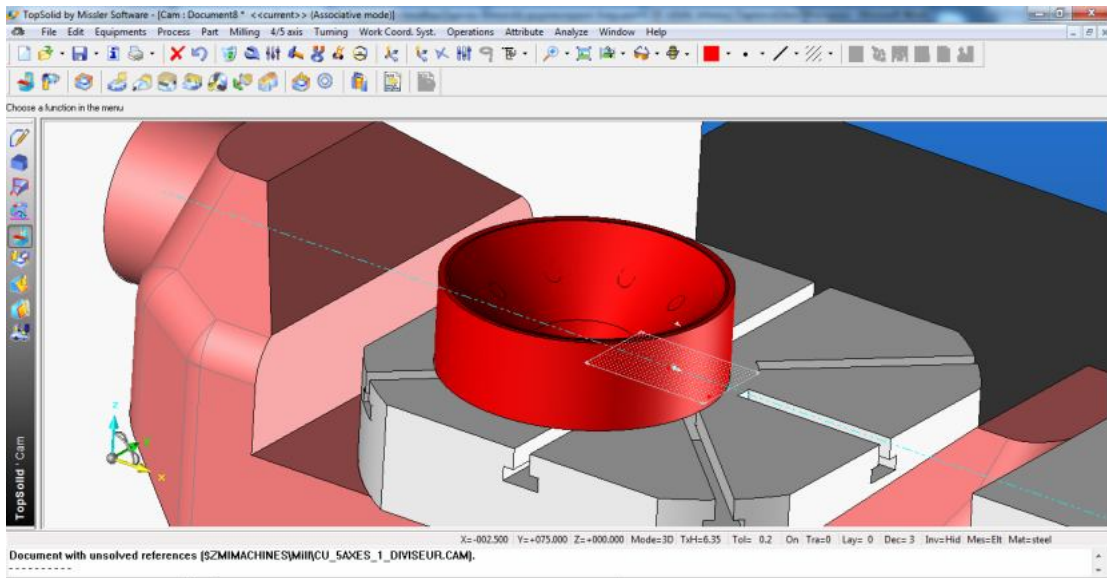 TopSolid by Missler Software - [Cam : Document8 *  <<current>> (Associative mode)]
File Edit Equipments Process Part Milling 4/5 axis Turning Work Coord. Syst. Operations Attribute Analyze Window Help
Choose a function in the menu
z
x
TopSolid'Cam
X=-002.500 Y=+075.000 Z=+000.000 Mode=3D TxH=6.35 Tol= 0.2 On Tra=0 Lay= 0 Dec= 3 Inv=Hid Mes=Elt Mat=steel
Document with unsolved references ($ZMIMACHINES\Mill\CU_5AXES_1_DIVISEUR.CAM).
----------